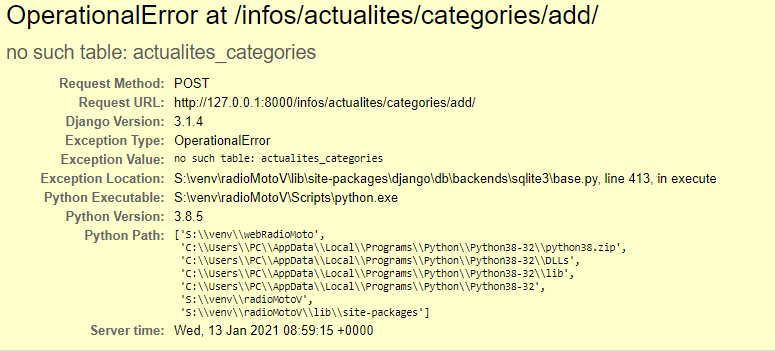 OperationalError at /infos/actualites/categories/add/
no such table: actualites_categories
Request Method: POST
Request URL: http://127.0.0.1:8000/infos/actualites/categories/add/
Django Version: 3.1.4
Exception Type: OperationalError
Exception Value: no such table: actualites_categories
Exception Location: S:\venv\radioMotoV\lib\site-packages\django\db\backends\sqlite3\base.py, line 413, in execute
Python Executable: S:\venv\radioMotoV\Scripts\python.exe
Python Version: 3.8.5
Python Path: ['S:\\venv\\webRadioMoto',
'C:\\Users\\PC\\AppData\\Local\\Programs\\Python\\Python38-32\\python38.zip',
'C:\\Users\\PC\\AppData\\Local\\Programs\\Python\\Python38-32\\DLLs',
'C:\\Users\\PC\\AppData\\Local\\Programs\\Python\\Python38-32\\lib',
'C:\\Users\\PC\\AppData\\Local\\Programs\\Python\\Python38-32',
'S:\\venv\\radioMotoV',
'S:\\venv\\radioMotoV\\lib\\site-packages']
Server time: Wed, 13 Jan 2021 08:59:15 +0000